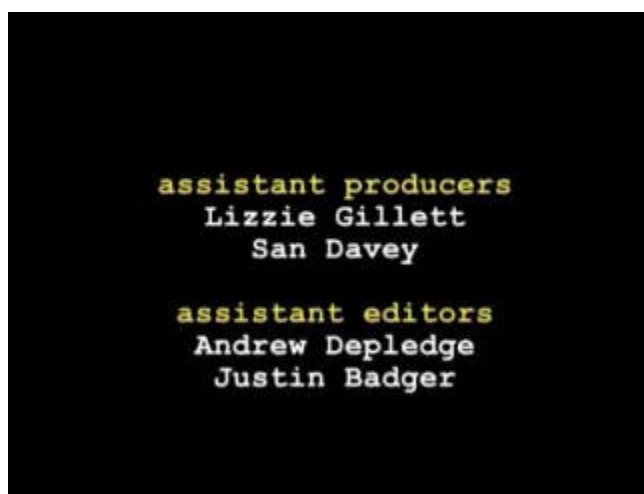 assistant producers
Lizzie Gillett
San Davey
assistant editors
Andrew Depledge
Justin Badger